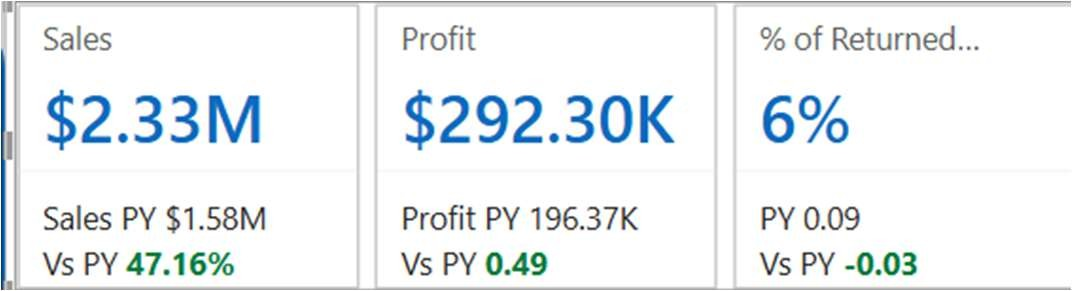 Sales
$2.33M
Sales PY $1.58M
Vs PY 47.16%
Profit
$292.30K
Profit PY 196.37K
Vs PY 0.49
% of Returned...
6%
PY 0.09
Vs PY -0.03